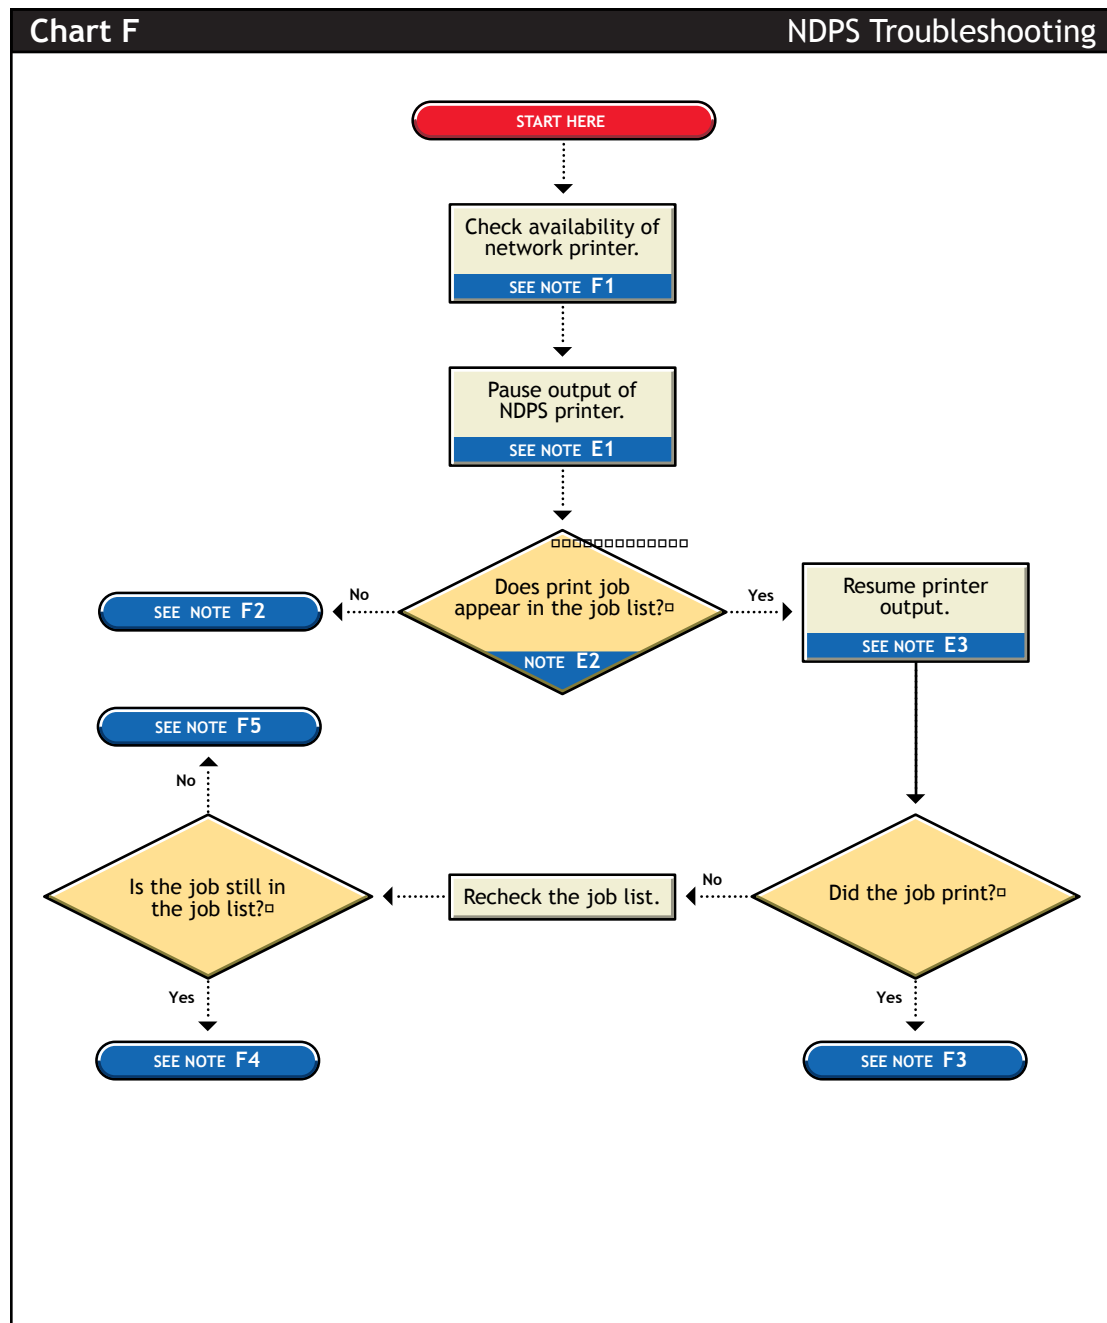 Chart F
NDPS Troubleshooting
START HERE
Check availability of
network printer.
SEE NOTE F1
Pause output of
NDPS printer.
SEE NOTE E1
Does print job
appear in the job list?
NOTE E2
No
SEE NOTE F2
Yes
Resume printer
output.
SEE NOTE E3
Did the job print?
Yes
SEE NOTE F3
No
Recheck the job list.
Is the job still in
the job list?
No
SEE NOTE F5
Yes
SEE NOTE F4